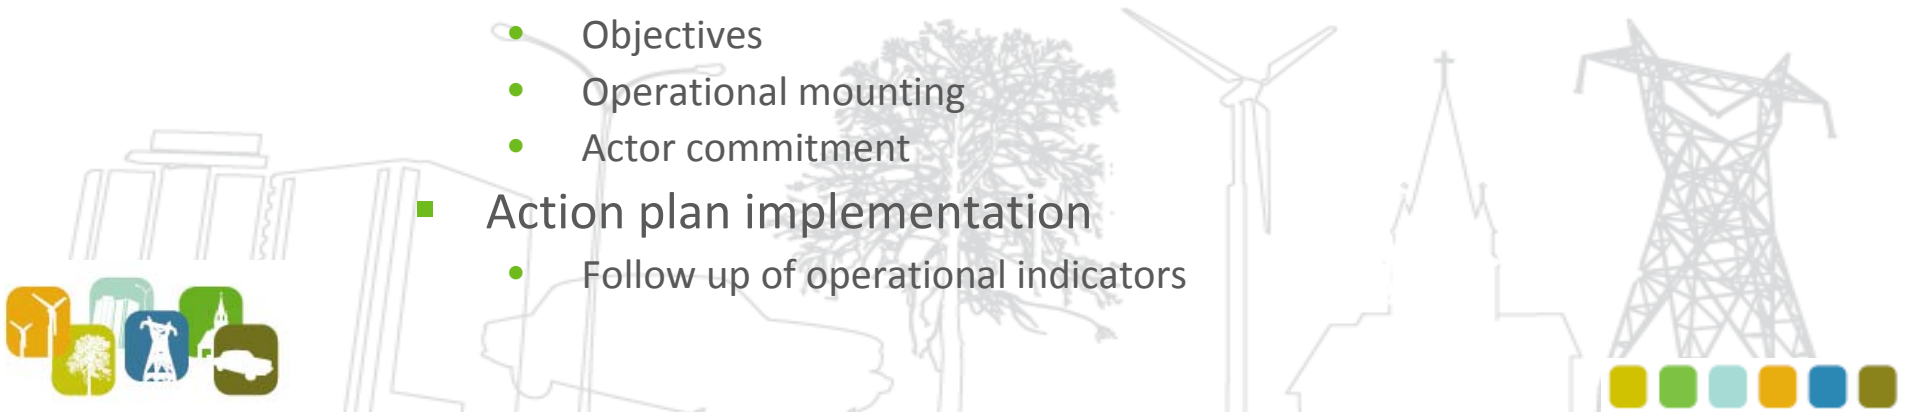 • Objectives
• Operational mounting
• Actor commitment
▪ Action plan implementation
• Follow up of operational indicators